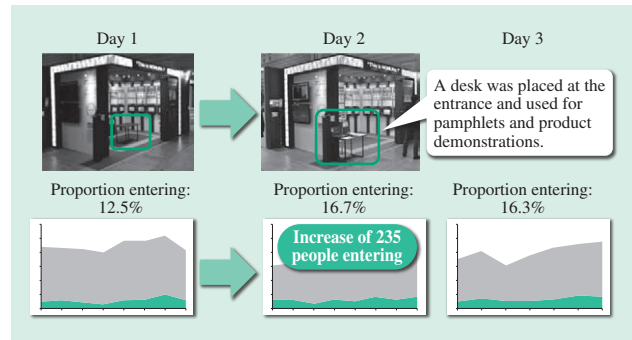 Day 1
Day 2
Day 3
A desk was placed at the
entrance and used for
pamphlets and product
demonstrations.
Proportion entering:
12.5%
Proportion entering:
16.7%
Proportion entering:
16.3%
Increase of 235
people entering